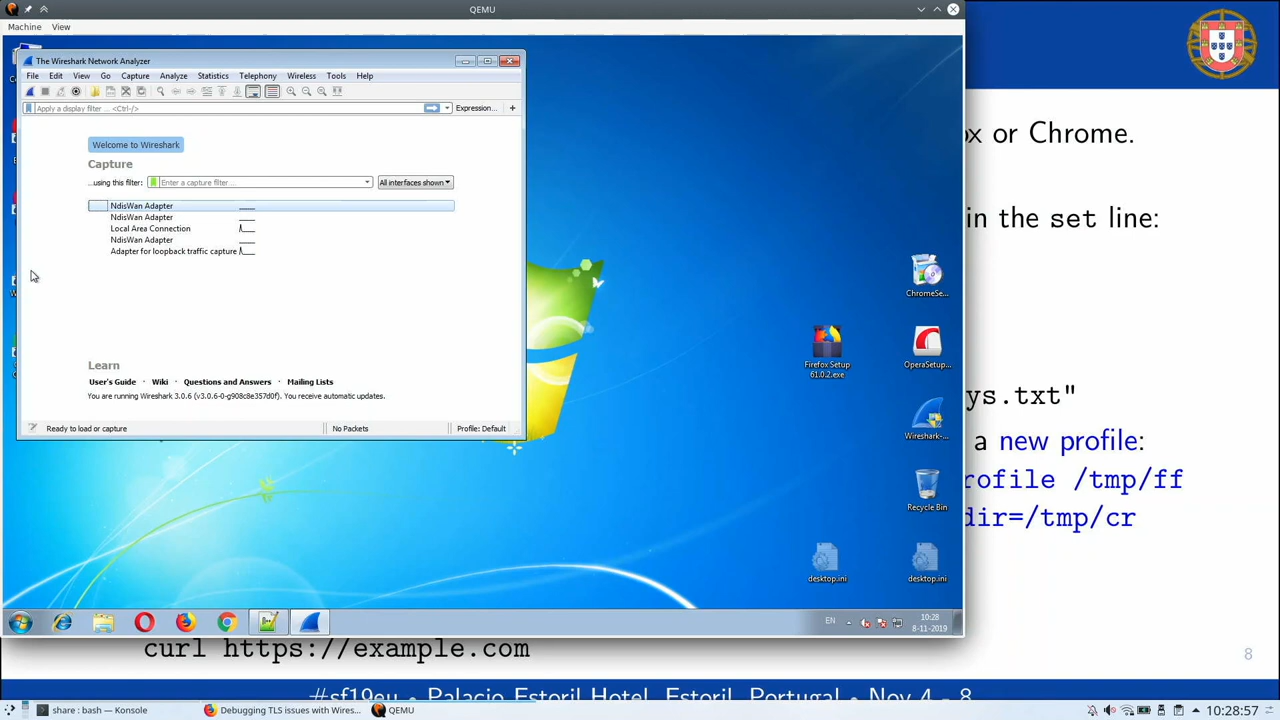 QEMU
Machine View
The Wireshark Network Analyzer
File Edit View Go Capture Analyze Statistics Telephony Wireless Tools Help
Apply a display filter ... <Ctrl-/>
Expression... +
Welcome to Wireshark
Capture
...using this filter: Enter a capture filter ... All interfaces shown
NdisWan Adapter
NdisWan Adapter
Local Area Connection
NdisWan Adapter
Adapter for loopback traffic capture
Learn
User's Guide · Wiki · Questions and Answers · Mailing Lists
You are running Wireshark 3.0.6 (v3.0.6-0-g908c8e357d0f). You receive automatic updates.
Ready to load or capture No Packets Profile: Default
ChromeSe...
Firefox Setup
61.0.2.exe
OperaSetup...
Wireshark-...
Recycle Bin
desktop.ini
desktop.ini
EN
10:28
8-11-2019
or Chrome.
in the set line:
ys.txt"
a new profile:
rofile /tmp/ff
dir=/tmp/cr
curl https://example.com
8
#sf19eu • Palacio Estoril Hotel, Estoril, Portugal • Nov 4 - 8
share : bash — Konsole
Debugging TLS issues with Wires...
QEMU
10:28:57